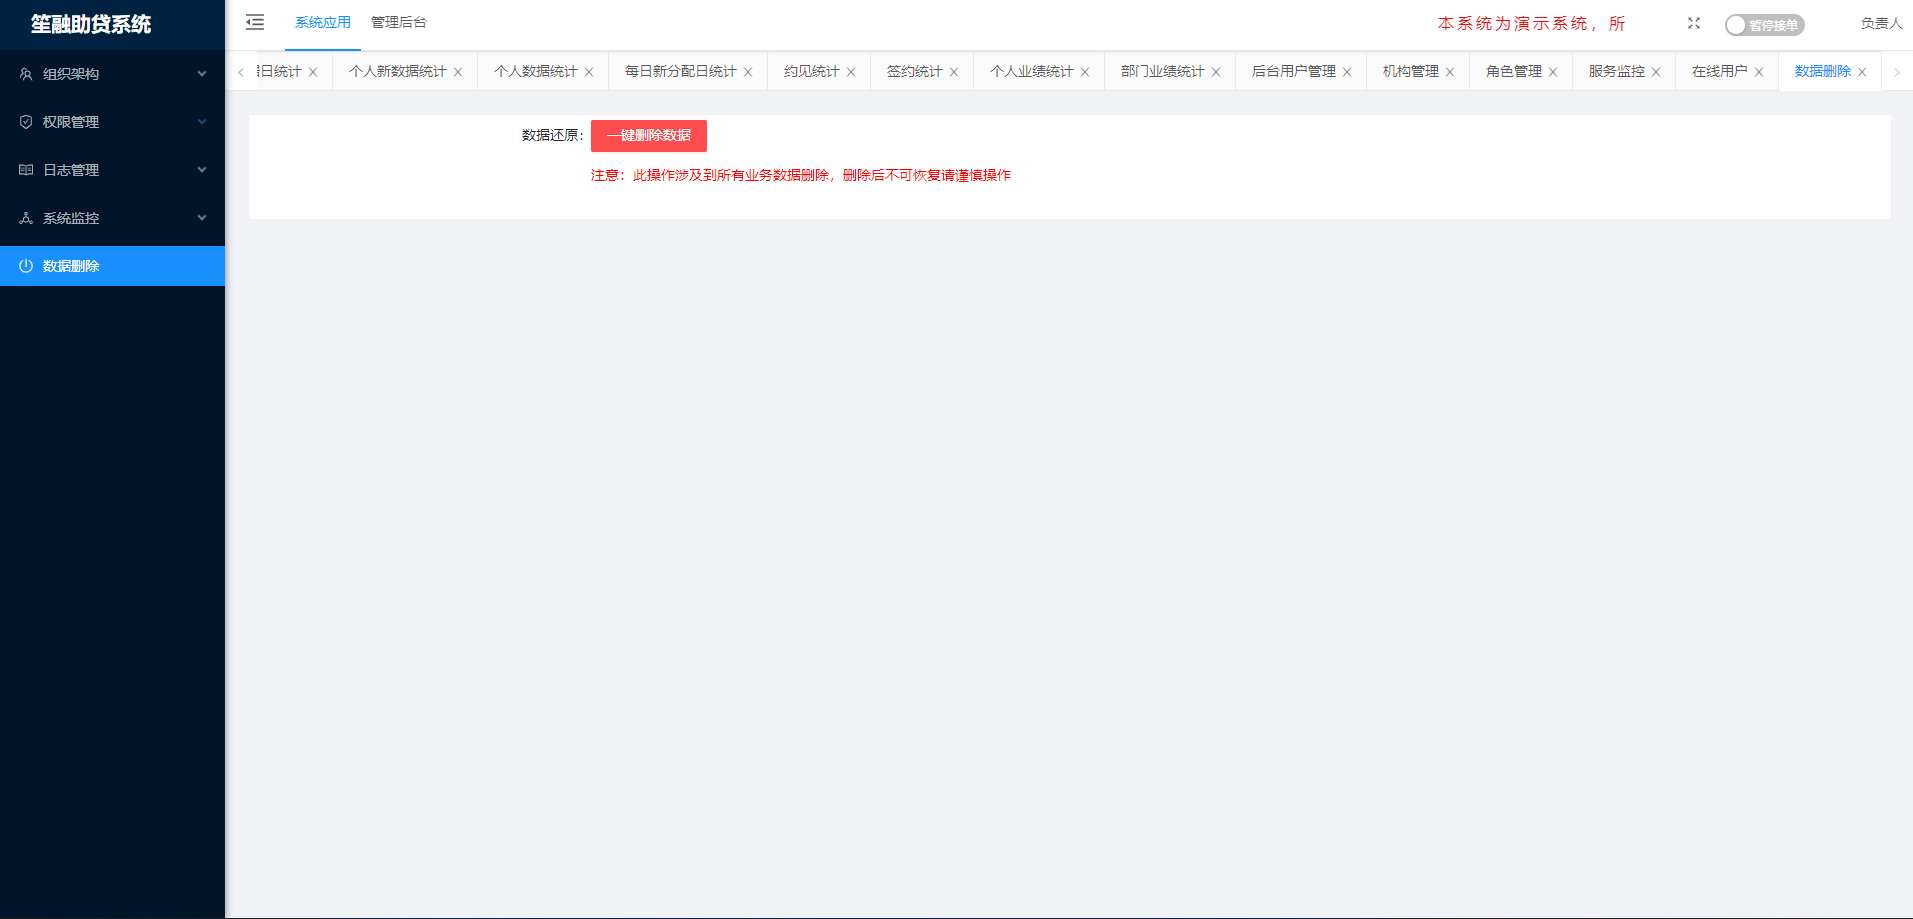 笙融助贷系统
系统应用 管理后台
本系统为演示系统，所
暂停接单
负责人
日统计 个人新数据统计 个人数据统计 每日新分配日统计 约见统计 签约统计 个人业绩统计 部门业绩统计 后台用户管理 机构管理 角色管理 服务监控 在线用户 数据删除
组织架构
权限管理
日志管理
系统监控
数据删除
数据还原： 一键删除数据
注意：此操作涉及到所有业务数据删除，删除后不可恢复请谨慎操作